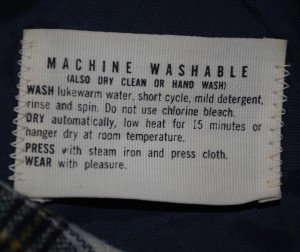 MACHINE WASHABLE
(ALSO DRY CLEAN OR HAND WASH)
WASH lukewarm water, short cycle, mild detergent,
rinse and spin. Do not use chlorine bleach.
DRY automatically, low heat for 15 minutes or
hanger dry at room temperature.
PRESS with steam iron and press cloth.
WEAR with pleasure.